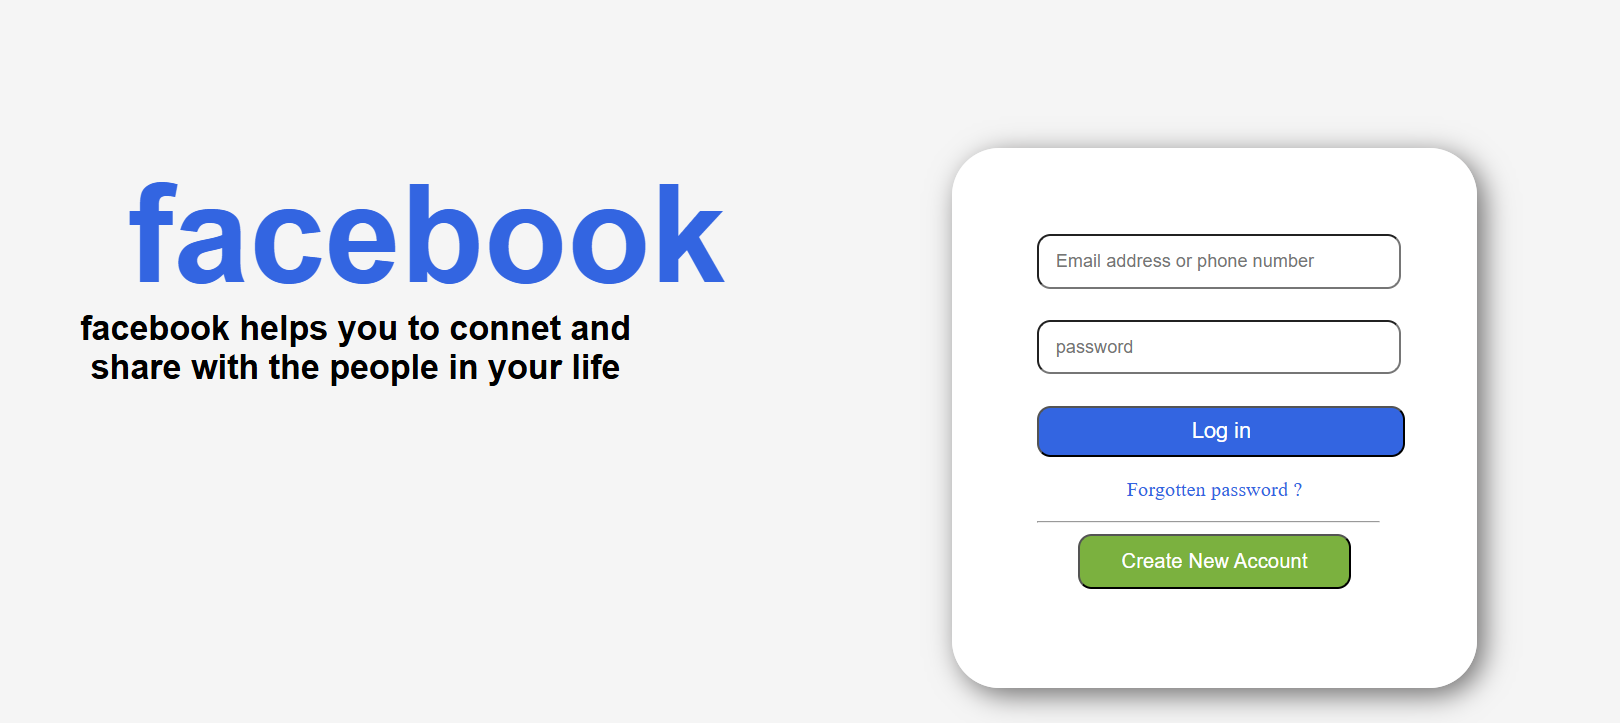 facebook
facebook helps you to connet and
share with the people in your life
Email address or phone number
password
Log in
Forgotten password ?
Create New Account